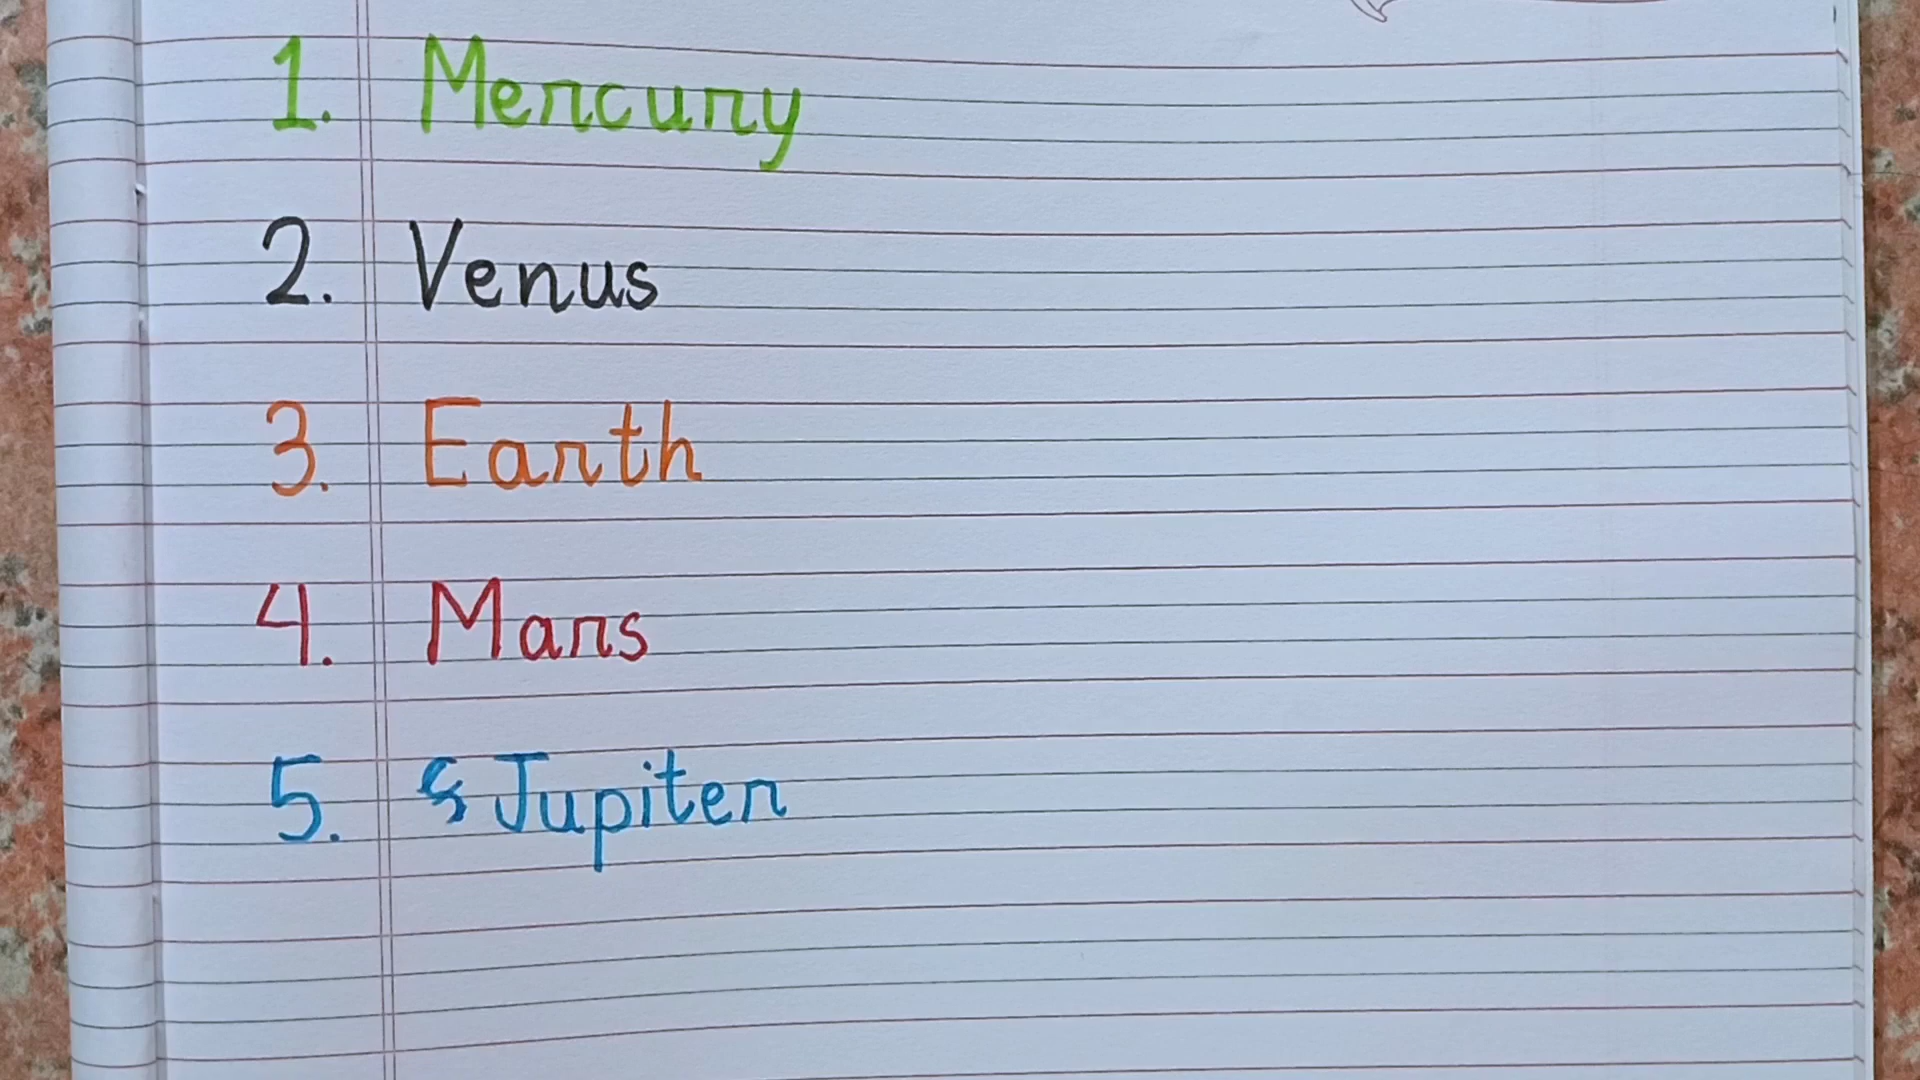 1. Mercury
2. Venus
3. Earth
4. Mars
5. Jupiter